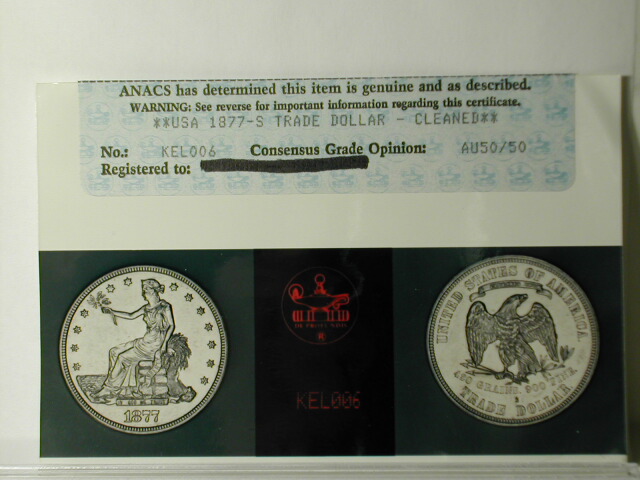 ANACS has determined this item is genuine and as described.
WARNING: See reverse for important information regarding this certificate.
**USA 1877-S TRADE DOLLAR - CLEANED**
No.: KEL006 Consensus Grade Opinion: AU50/50
Registered to:
1877
DE PROFUNDIS
®
KEL006
UNITED STATES OF AMERICA
420 GRAINS, 900 FINE.
TRADE DOLLAR